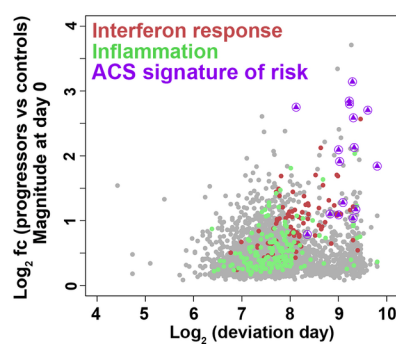 Interferon response
Inflammation
ACS signature of risk
Log2 fc (progressors vs controls)
Magnitude at day 0
4
3
2
1
0
4 5 6 7 8 9 10
Log2 (deviation day)